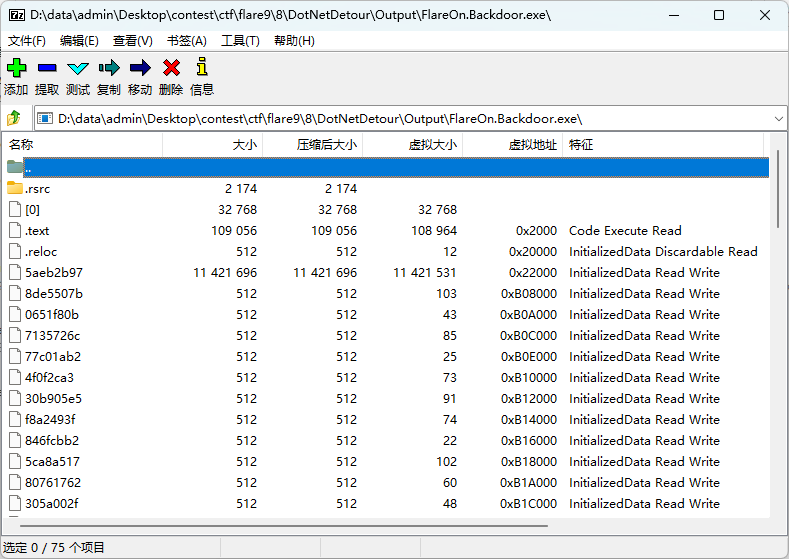 D:\data\admin\Desktop\contest\ctf\flare9\8\DotNetDetour\Output\FlareOn.Backdoor.exe\
文件(F) 编辑(E) 查看(V) 书签(A) 工具(T) 帮助(H)
添加 提取 测试 复制 移动 删除 信息
D:\data\admin\Desktop\contest\ctf\flare9\8\DotNetDetour\Output\FlareOn.Backdoor.exe\
名称 大小 压缩后大小 虚拟大小 虚拟地址 特征
..
.rsrc 2 174 2 174
[0] 32 768 32 768 32 768
.text 109 056 109 056 108 964 0x2000 Code Execute Read
.reloc 512 512 12 0x20000 InitializedData Discardable Read
5aeb2b97 11 421 696 11 421 696 11 421 531 0x22000 InitializedData Read Write
8de5507b 512 512 103 0xB08000 InitializedData Read Write
0651f80b 512 512 43 0xB0A000 InitializedData Read Write
7135726c 512 512 85 0xB0C000 InitializedData Read Write
77c01ab2 512 512 25 0xB0E000 InitializedData Read Write
4f0f2ca3 512 512 73 0xB10000 InitializedData Read Write
30b905e5 512 512 91 0xB12000 InitializedData Read Write
f8a2493f 512 512 74 0xB14000 InitializedData Read Write
846fcbb2 512 512 22 0xB16000 InitializedData Read Write
5ca8a517 512 512 102 0xB18000 InitializedData Read Write
80761762 512 512 60 0xB1A000 InitializedData Read Write
305a002f 512 512 48 0xB1C000 InitializedData Read Write
选定 0 / 75 个项目